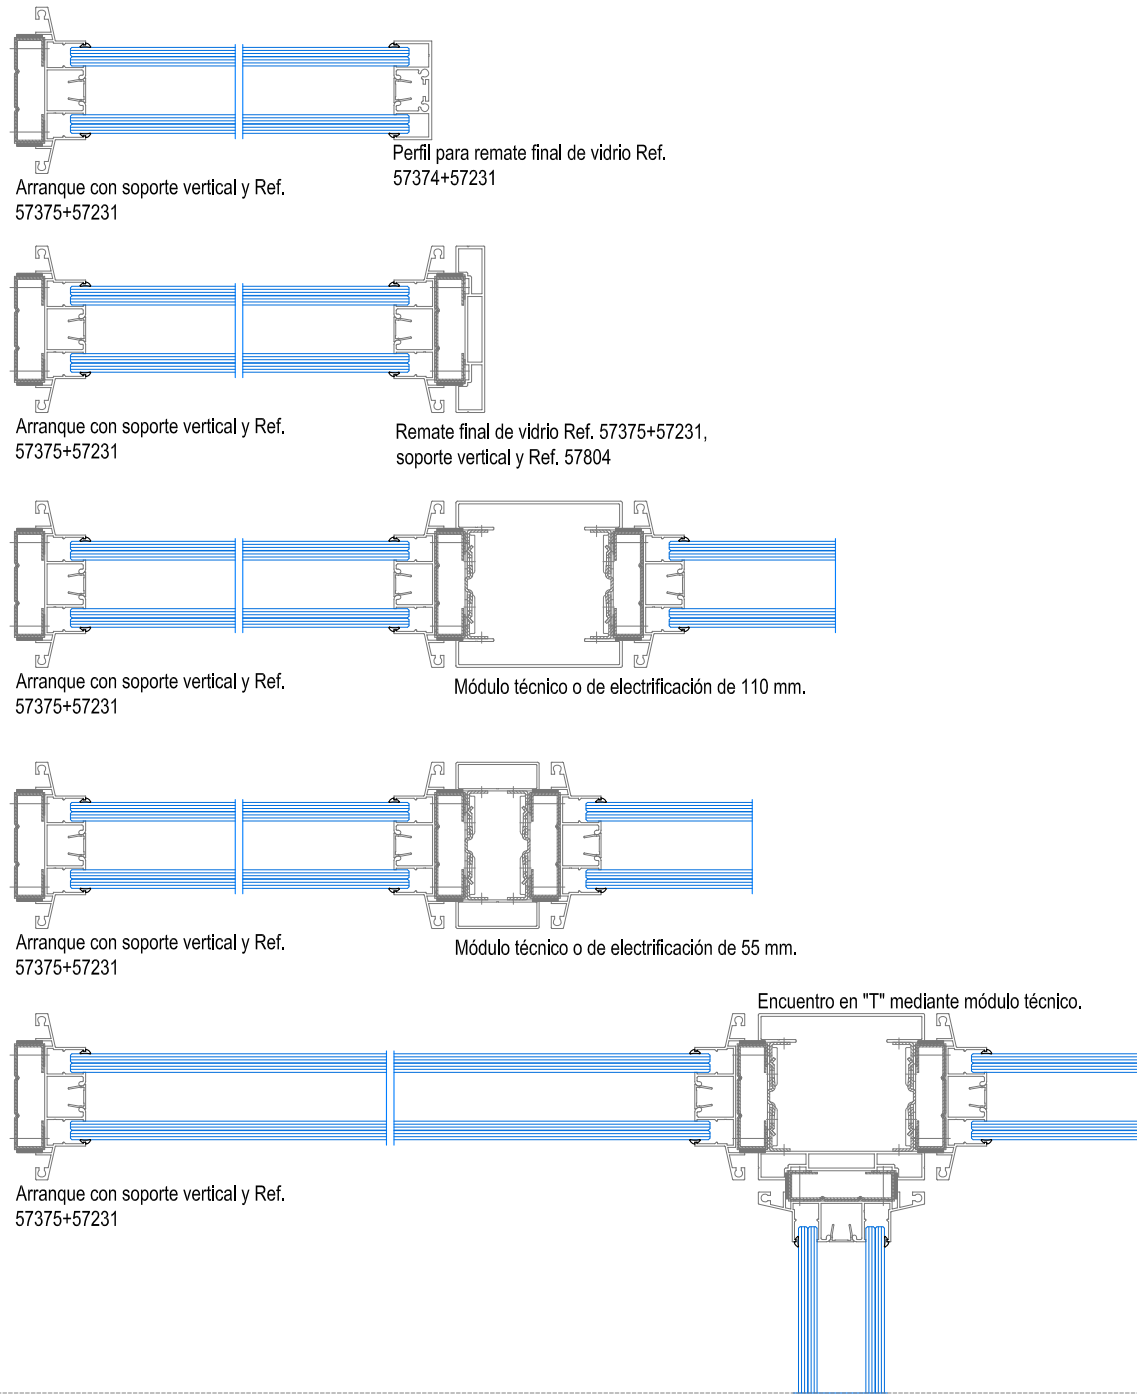 Perfil para remate final de vidrio Ref.
57374+57231
Arranque con soporte vertical y Ref.
57375+57231
Arranque con soporte vertical y Ref.
57375+57231
Remate final de vidrio Ref. 57375+57231,
soporte vertical y Ref. 57804
Arranque con soporte vertical y Ref.
57375+57231
Módulo técnico o de electrificación de 110 mm.
Arranque con soporte vertical y Ref.
57375+57231
Módulo técnico o de electrificación de 55 mm.
Encuentro en "T" mediante módulo técnico.
Arranque con soporte vertical y Ref.
57375+57231